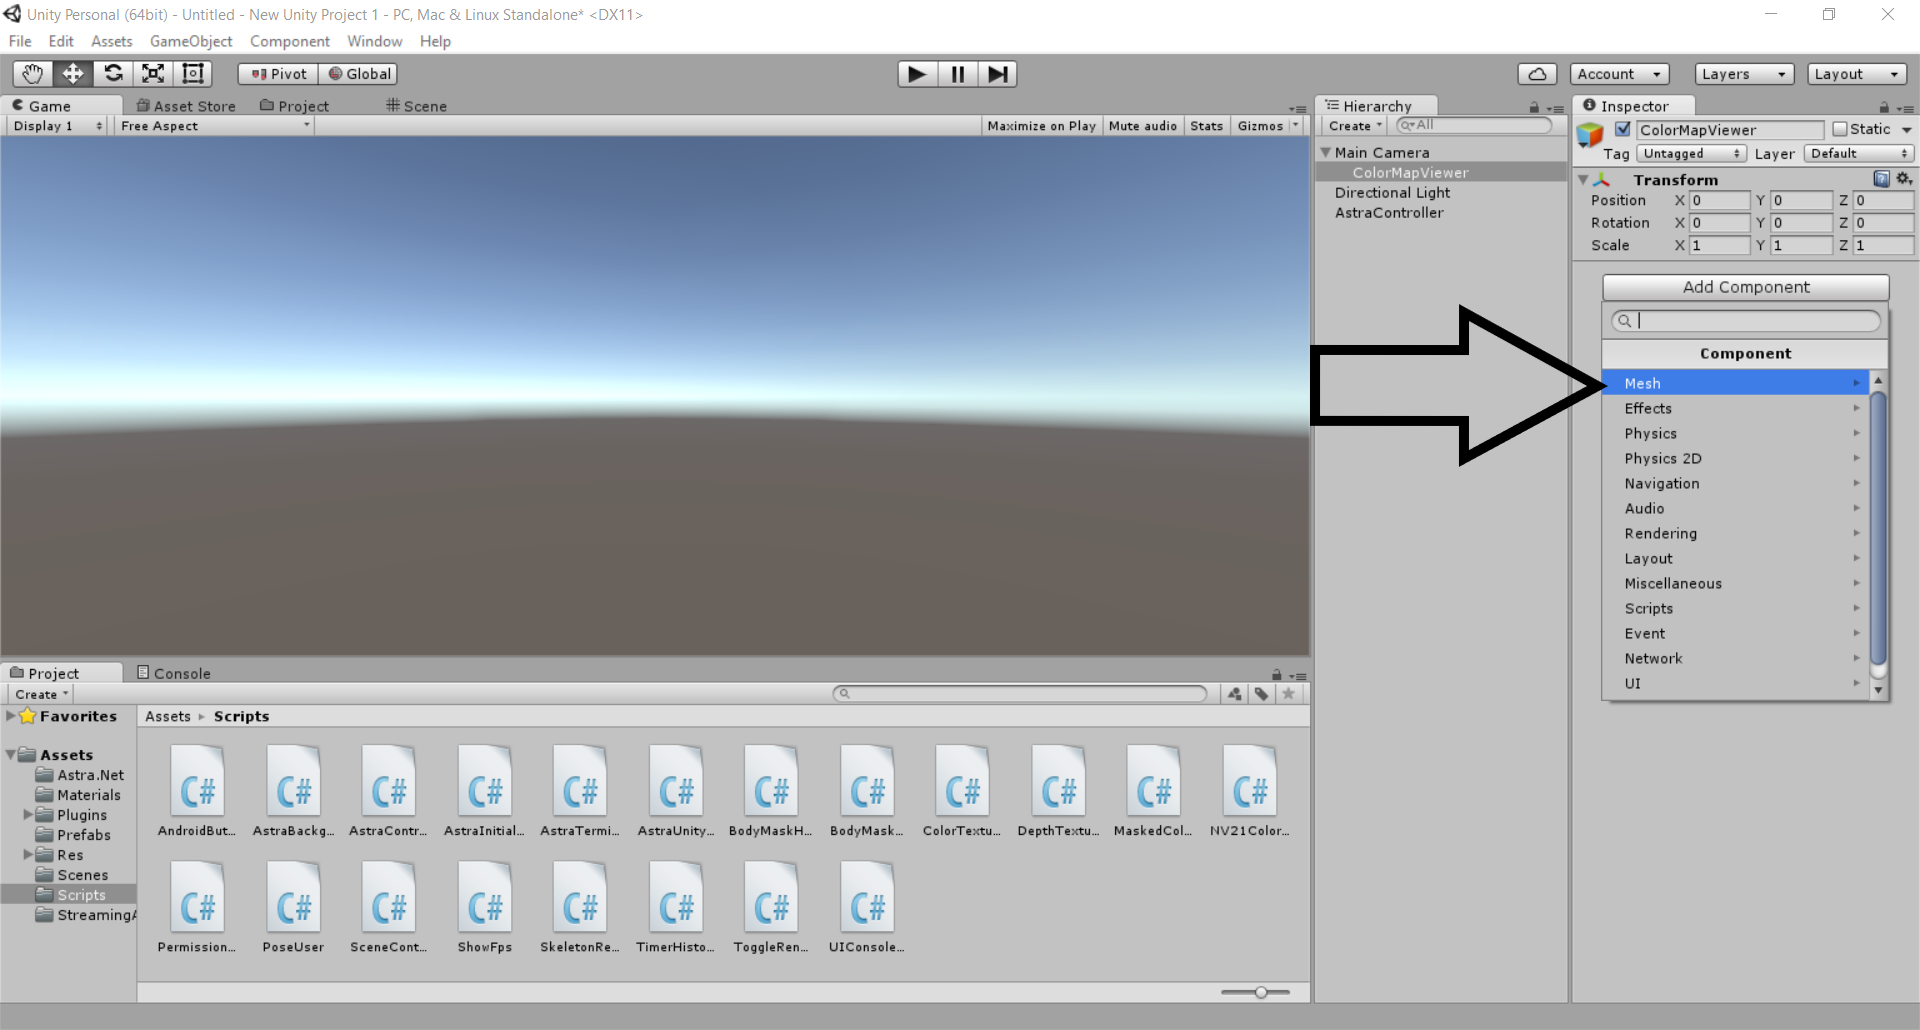 Unity Personal (64bit) - Untitled - New Unity Project 1 - PC, Mac & Linux Standalone* <DX11>
File Edit Assets GameObject Component Window Help
Pivot Global Account Layers Layout
Game Asset Store Project Scene
Display 1 Free Aspect Maximize on Play Mute audio Stats Gizmos
Hierarchy
Create All
Main Camera
ColorMapViewer
Directional Light
AstraController
Inspector
ColorMapViewer Static
Tag Untagged Layer Default
Transform
Position X 0 Y 0 Z 0
Rotation X 0 Y 0 Z 0
Scale X 1 Y 1 Z 1
Add Component
Component
Mesh
Effects
Physics
Physics 2D
Navigation
Audio
Rendering
Layout
Miscellaneous
Scripts
Event
Network
UI
Project Console
Create
Favorites
Assets
Astra.Net
Materials
Plugins
Prefabs
Res
Scenes
Scripts
StreamingA
Assets Scripts
C# C# C# C# C# C# C# C# C# C# C# C#
AndroidBut... AstraBackg... AstraContr... AstraInitial... AstraTermi... AstraUnity... BodyMaskH... BodyMask... ColorTextu... DepthTextu... MaskedCol... NV21Color...
C# C# C# C# C# C# C# C#
Permission... PoseUser SceneCont... ShowFps SkeletonRe... TimerHisto... ToggleRen... UIConsole...